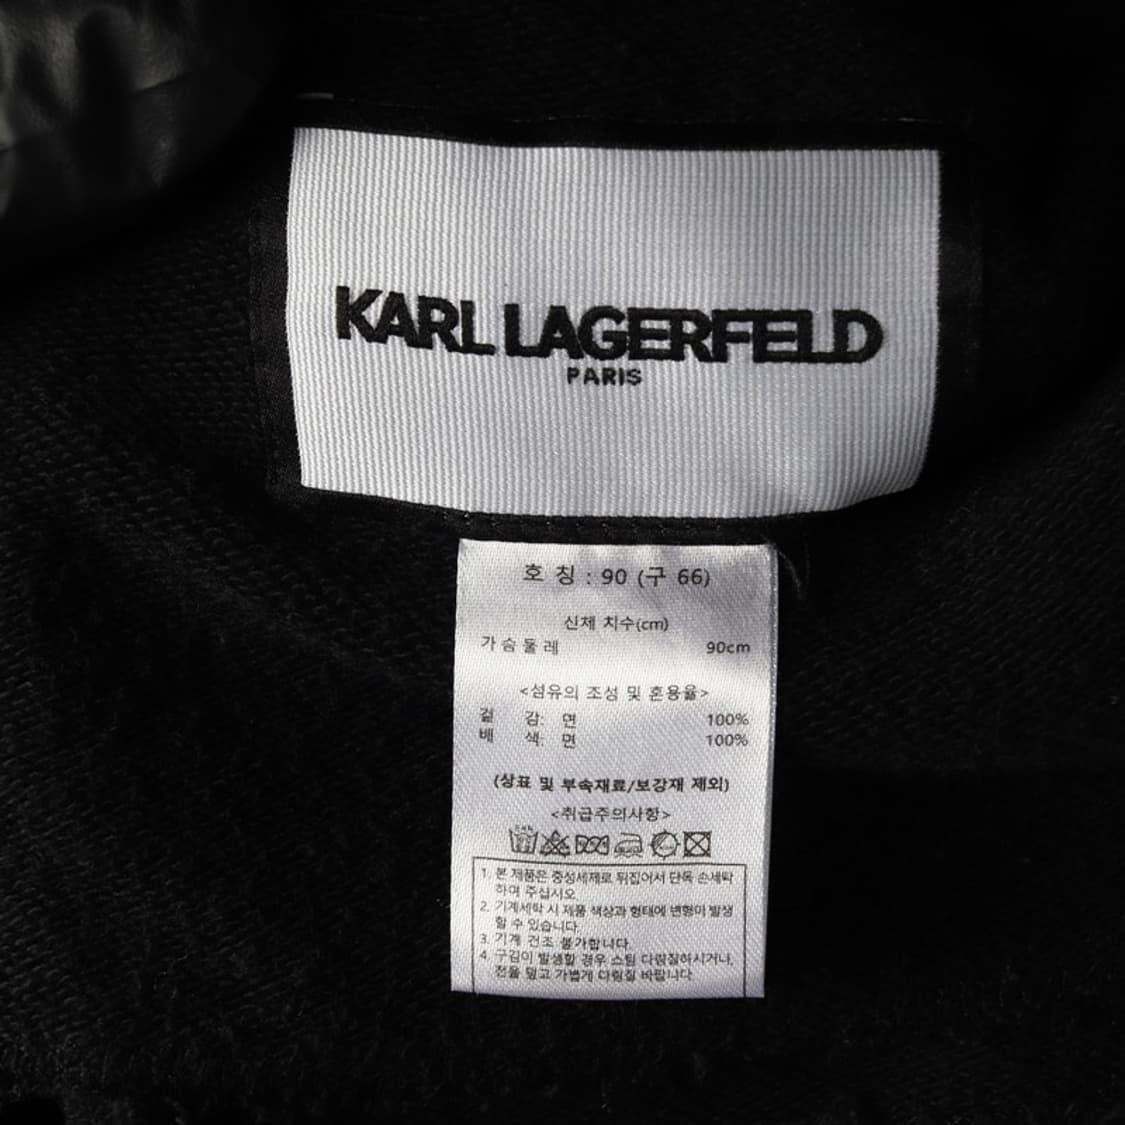 KARL LAGERFELD
PARIS
호 칭 : 90 (구 66)
신체 치수(cm)
가 슴 둘 레 90cm
<섬유의 조성 및 혼용율>
겉 감: 면 100%
배 색: 면 100%
(상표 및 부속재료/보강재 제외)
<취급주의사항>
1. 본 제품은 중성세제로 뒤집어서 단독 손세탁
하여 주십시오.
2. 기계세탁 시 제품 색상과 형태에 변형이 발생
할 수 있습니다.
3. 기계 건조 불가합니다.
4. 구김이 발생할 경우 스팀 다림질하시거나,
천을 덮고 가볍게 다림질 바랍니다.